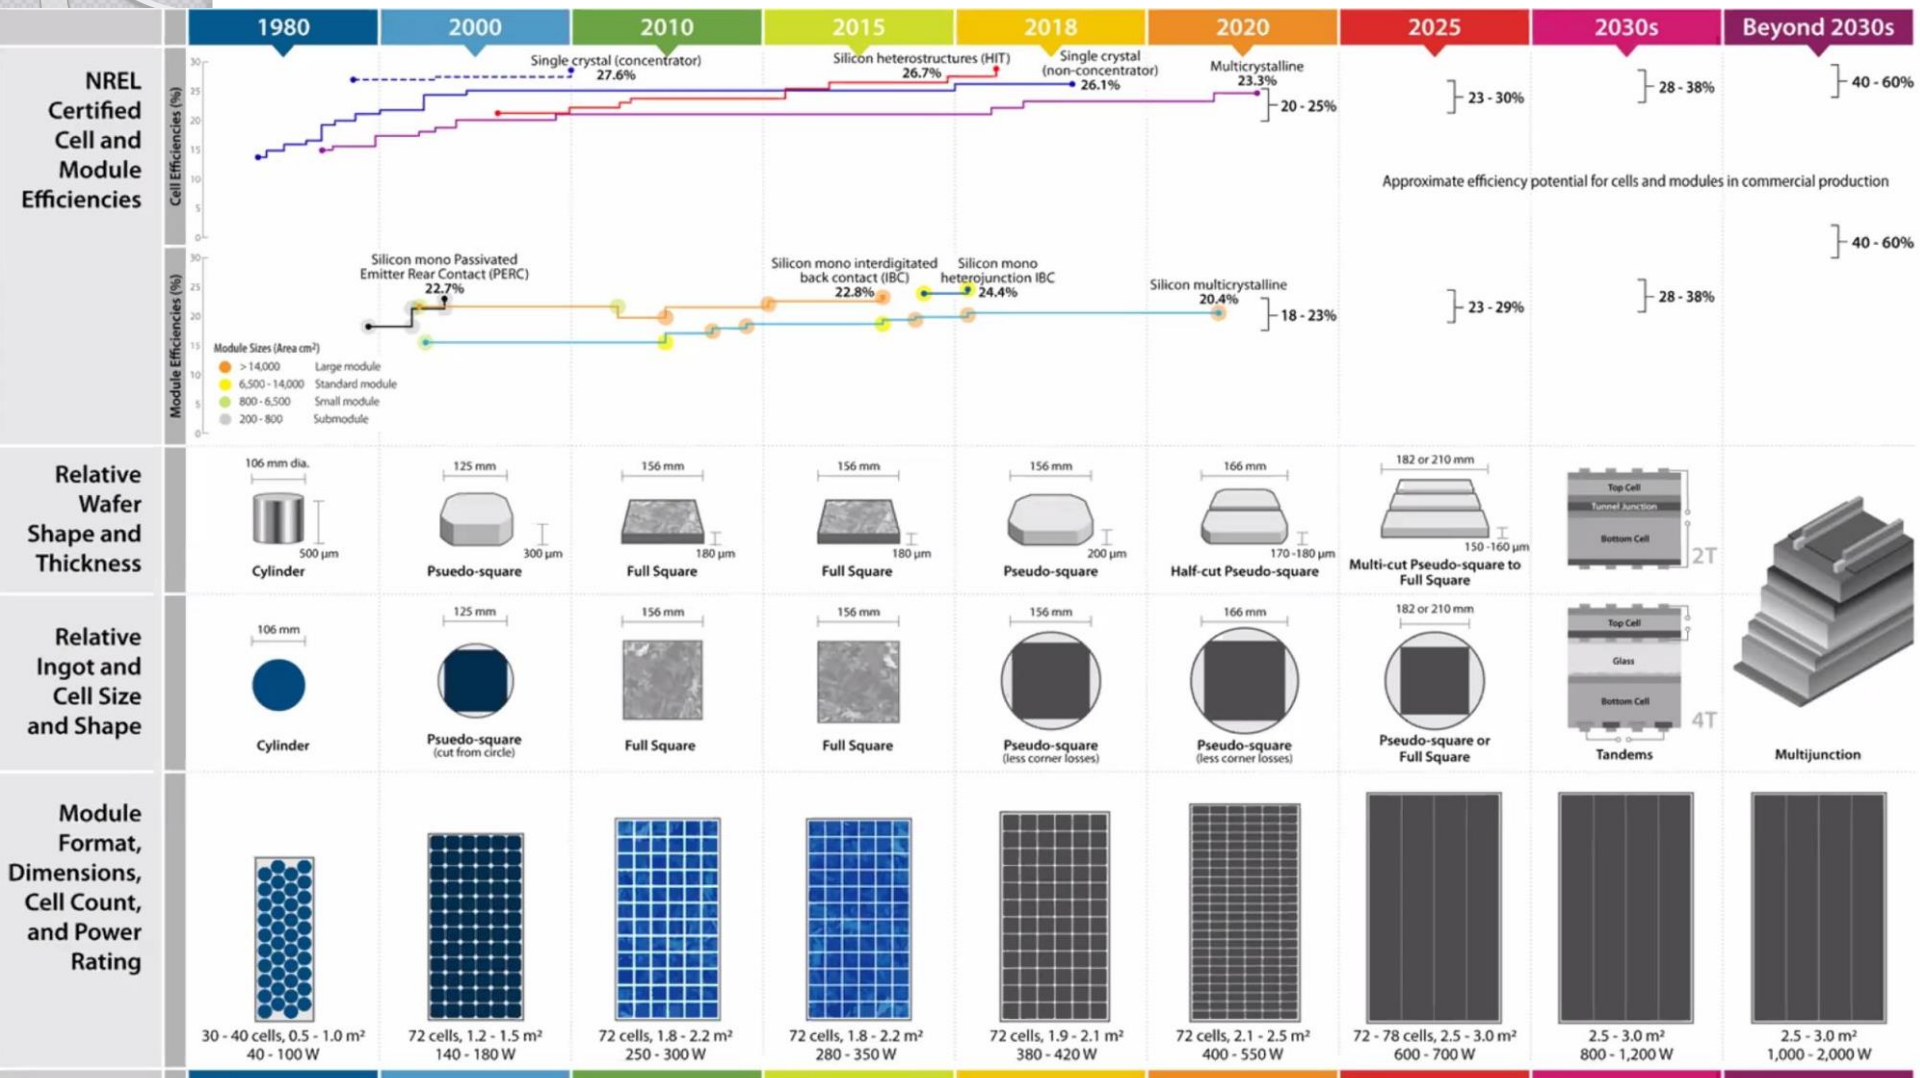 1980
2000
2010
2015
2018
2020
2025
2030s
Beyond 2030s
NREL
Certified
Cell and
Module
Efficiencies
Cell Efficiencies (%)
30
25
20
15
10
5
0
Single crystal (concentrator)
27.6%
Silicon heterostructures (HIT)
26.7%
Single crystal
(non-concentrator)
26.1%
Multicrystalline
23.3%
20 - 25%
23 - 30%
28 - 38%
40 - 60%
Approximate efficiency potential for cells and modules in commercial production
Module Efficiencies (%)
30
25
20
15
10
5
0
Silicon mono Passivated
Emitter Rear Contact (PERC)
22.7%
Silicon mono interdigitated
back contact (IBC)
22.8%
Silicon mono
heterojunction IBC
24.4%
Silicon multicrystalline
20.4%
18 - 23%
23 - 29%
28 - 38%
40 - 60%
Module Sizes (Area cm²)
> 14,000 Large module
6,500 - 14,000 Standard module
800 - 6,500 Small module
200 - 800 Submodule
Relative
Wafer
Shape and
Thickness
106 mm dia.
500 µm
Cylinder
125 mm
300 µm
Psuedo-square
156 mm
180 µm
Full Square
156 mm
180 µm
Full Square
156 mm
200 µm
Pseudo-square
166 mm
170 -180 µm
Half-cut Pseudo-square
182 or 210 mm
150 -160 µm
Multi-cut Pseudo-square to
Full Square
Top Cell
Tunnel Junction
Bottom Cell
2T
Relative
Ingot and
Cell Size
and Shape
106 mm
Cylinder
125 mm
Psuedo-square
(cut from circle)
156 mm
Full Square
156 mm
Full Square
156 mm
Pseudo-square
(less corner losses)
166 mm
Pseudo-square
(less corner losses)
182 or 210 mm
Pseudo-square or
Full Square
Top Cell
Glass
Bottom Cell
4T
Tandems
Multijunction
Module
Format,
Dimensions,
Cell Count,
and Power
Rating
30 - 40 cells, 0.5 - 1.0 m²
40 - 100 W
72 cells, 1.2 - 1.5 m²
140 - 180 W
72 cells, 1.8 - 2.2 m²
250 - 300 W
72 cells, 1.8 - 2.2 m²
280 - 350 W
72 cells, 1.9 - 2.1 m²
380 - 420 W
72 cells, 2.1 - 2.5 m²
400 - 550 W
72 - 78 cells, 2.5 - 3.0 m²
600 - 700 W
2.5 - 3.0 m²
800 - 1,200 W
2.5 - 3.0 m²
1,000 - 2,000 W